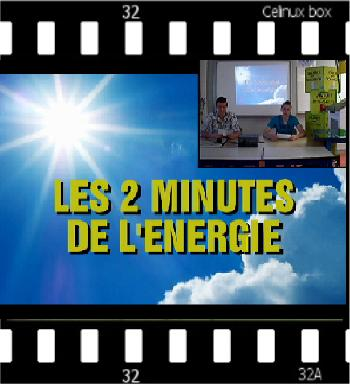 32
Celinux box
LES 2 MINUTES
DE L'ENERGIE
32
32A